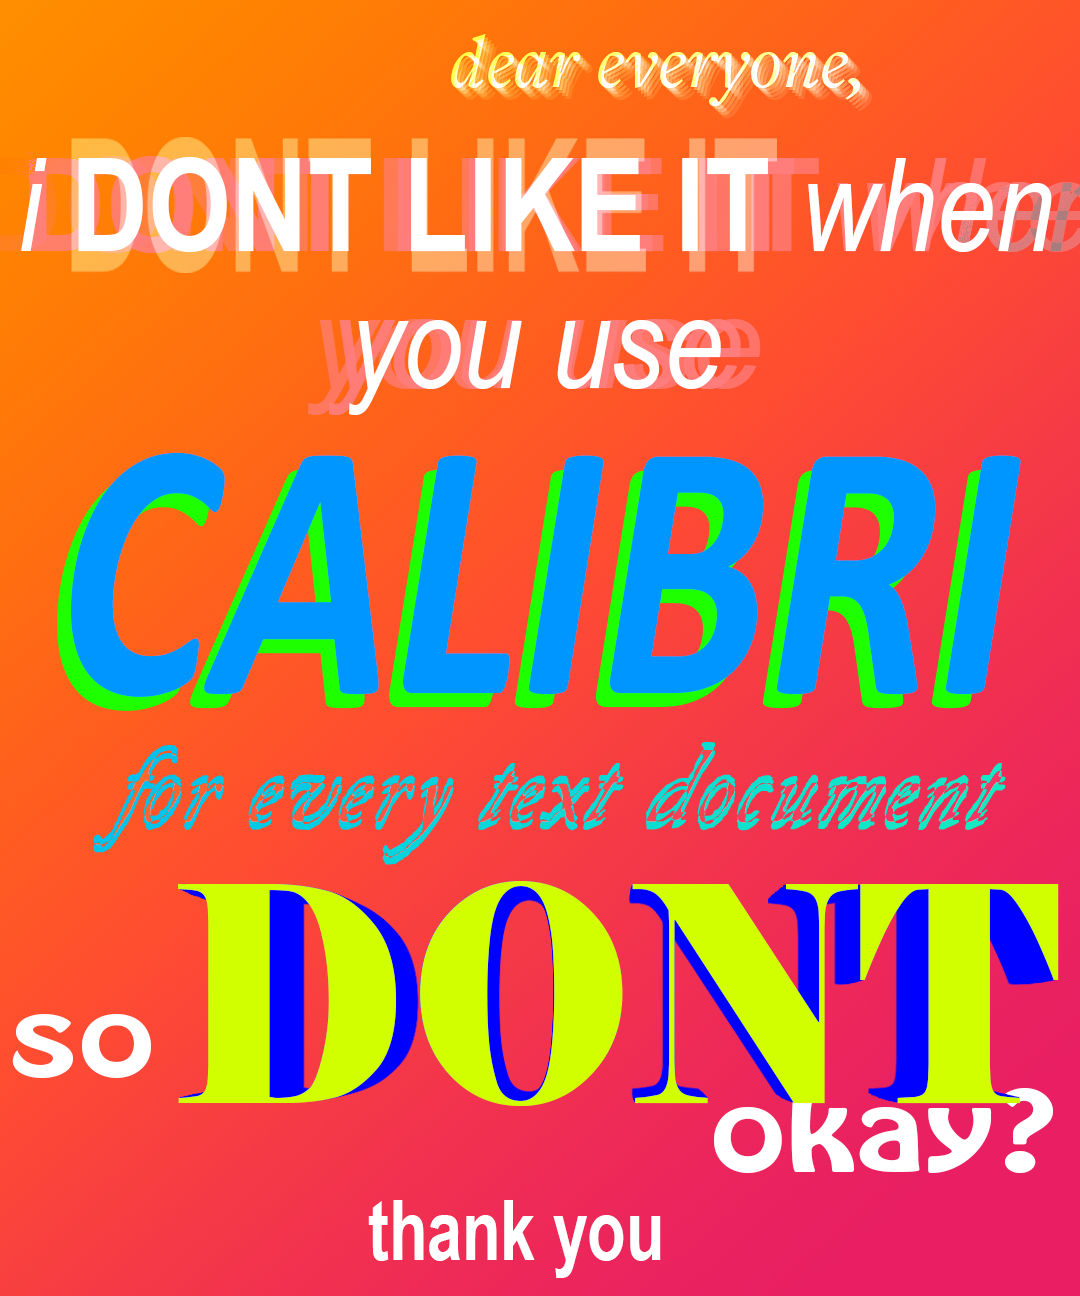 dear everyone,
i DONT LIKE IT when
you use
CALIBRI
for every text document
so DONT
okay?
thank you